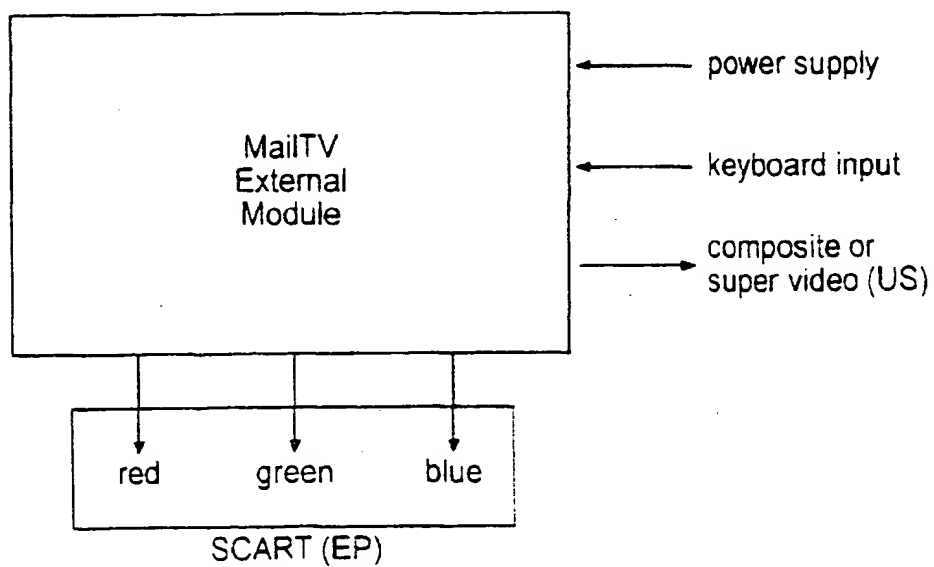 power supply
MailTV
External
Module
keyboard input
composite or
super video (US)
red green blue
SCART (EP)